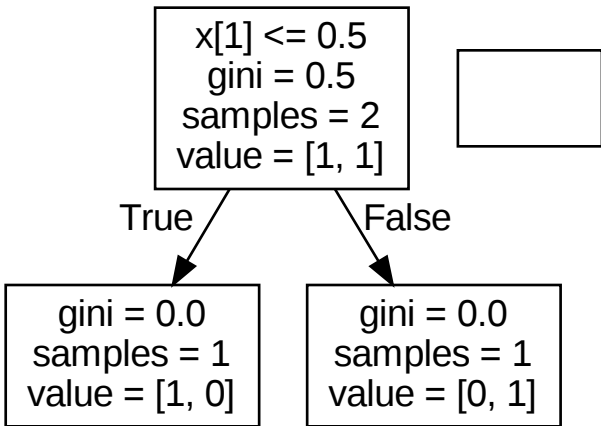 x[1] <= 0.5
gini = 0.5
samples = 2
value = [1, 1]
True
False
gini = 0.0
samples = 1
value = [1, 0]
gini = 0.0
samples = 1
value = [0, 1]